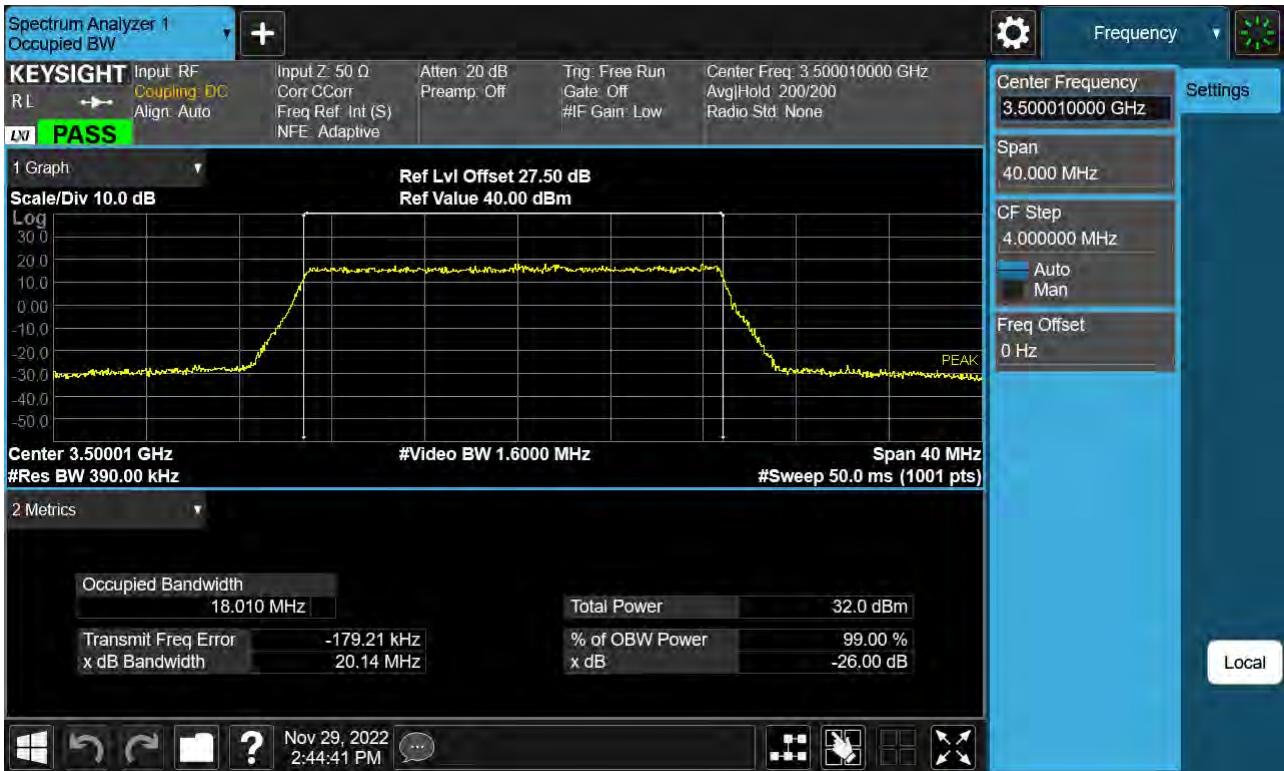 Spectrum Analyzer 1
Occupied BW
+
Frequency
KEYSIGHT
R L
LXI
PASS
Input: RF
Coupling: DC
Align: Auto
Input Z: 50 Ω
Corr CCorr
Freq Ref: Int (S)
NFE: Adaptive
Atten: 20 dB
Preamp: Off
Trig: Free Run
Gate: Off
#IF Gain: Low
Center Freq: 3.500010000 GHz
Avg|Hold: 200/200
Radio Std: None
Center Frequency
3.500010000 GHz
Settings
Span
40.000 MHz
CF Step
4.000000 MHz
Auto
Man
Freq Offset
0 Hz
Local
1 Graph
Scale/Div 10.0 dB
Ref Lvl Offset 27.50 dB
Ref Value 40.00 dBm
Log
30.0
20.0
10.0
0.00
-10.0
-20.0
-30.0
-40.0
-50.0
PEAK
Center 3.50001 GHz
#Video BW 1.6000 MHz
Span 40 MHz
#Res BW 390.00 kHz
#Sweep 50.0 ms (1001 pts)
2 Metrics
Occupied Bandwidth
18.010 MHz
Total Power
32.0 dBm
Transmit Freq Error
-179.21 kHz
% of OBW Power
99.00 %
x dB Bandwidth
20.14 MHz
x dB
-26.00 dB
?
Nov 29, 2022
2:44:41 PM